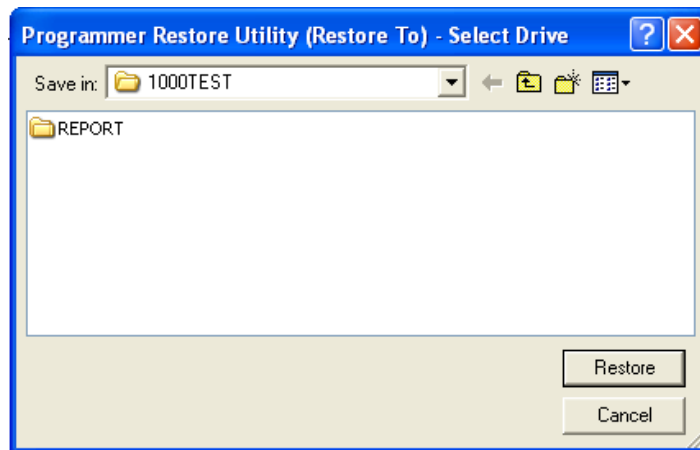 Programmer Restore Utility (Restore To) - Select Drive
Save in: 1000TEST
REPORT
Restore
Cancel